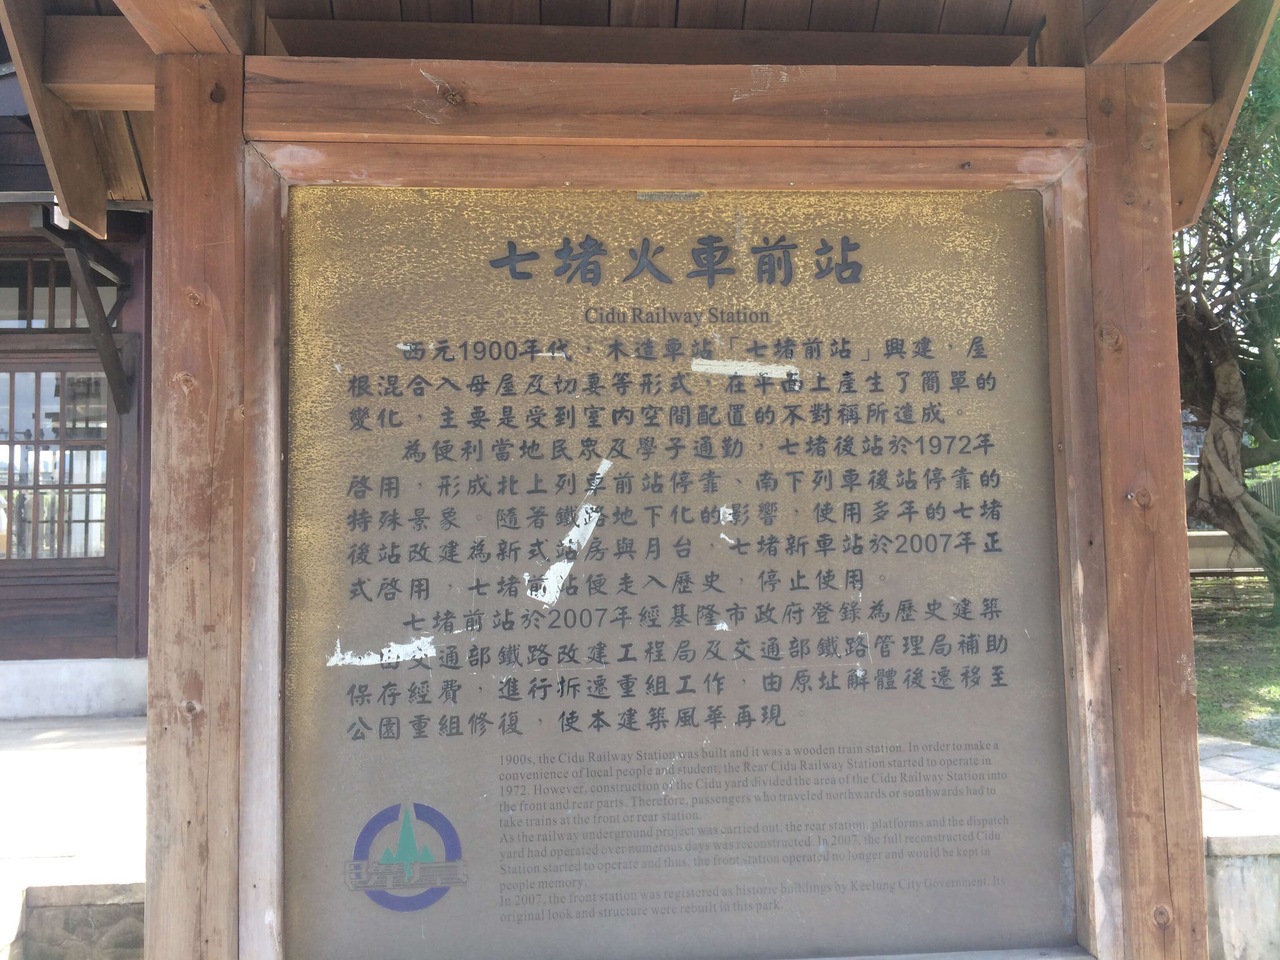 七堵火車前站
Cidu Railway Station
西元1900年代，木造車站「七堵前站」興建，屋
根混合入母屋及切妻等形式，在平面上產生了簡單的
變化，主要是受到室內空間配置的不對稱所造成。
為便利當地民眾及學子通勤，七堵後站於1972年
啓用，形成北上列車前站停靠、南下列車後站停靠的
特殊景象。隨著鐵路地下化的影響，使用多年的七堵
後站改建為新式站房與月台，七堵新車站於2007年正
式啓用，七堵前站便走入歷史，停止使用。
七堵前站於2007年經基隆市政府登錄為歷史建築
由交通部鐵路改建工程局及交通部鐵路管理局補助
保存經費，進行拆遷重組工作，由原址解體後遷移至
公園重組修復，使本建築風華再現。
1900s, the Cidu Railway Station was built and it was a wooden train station. In order to make a
convenience of local people and student, the Rear Cidu Railway Station started to operate in
1972. However, construction of the Cidu yard divided the area of the Cidu Railway Station into
the front and rear parts. Therefore, passengers who traveled northwards or southwards had to
take trains at the front or rear station.
As the railway underground project was carried out, the rear station, platforms and the dispatch
yard had operated over numerous days was reconstructed. In 2007, the full reconstructed Cidu
Station started to operate and thus, the front station operated no longer and would be kept in
people memory.
In 2007, the front station was registered as historic buildings by Keelung City Government. Its
original look and structure were rebuilt in this park.